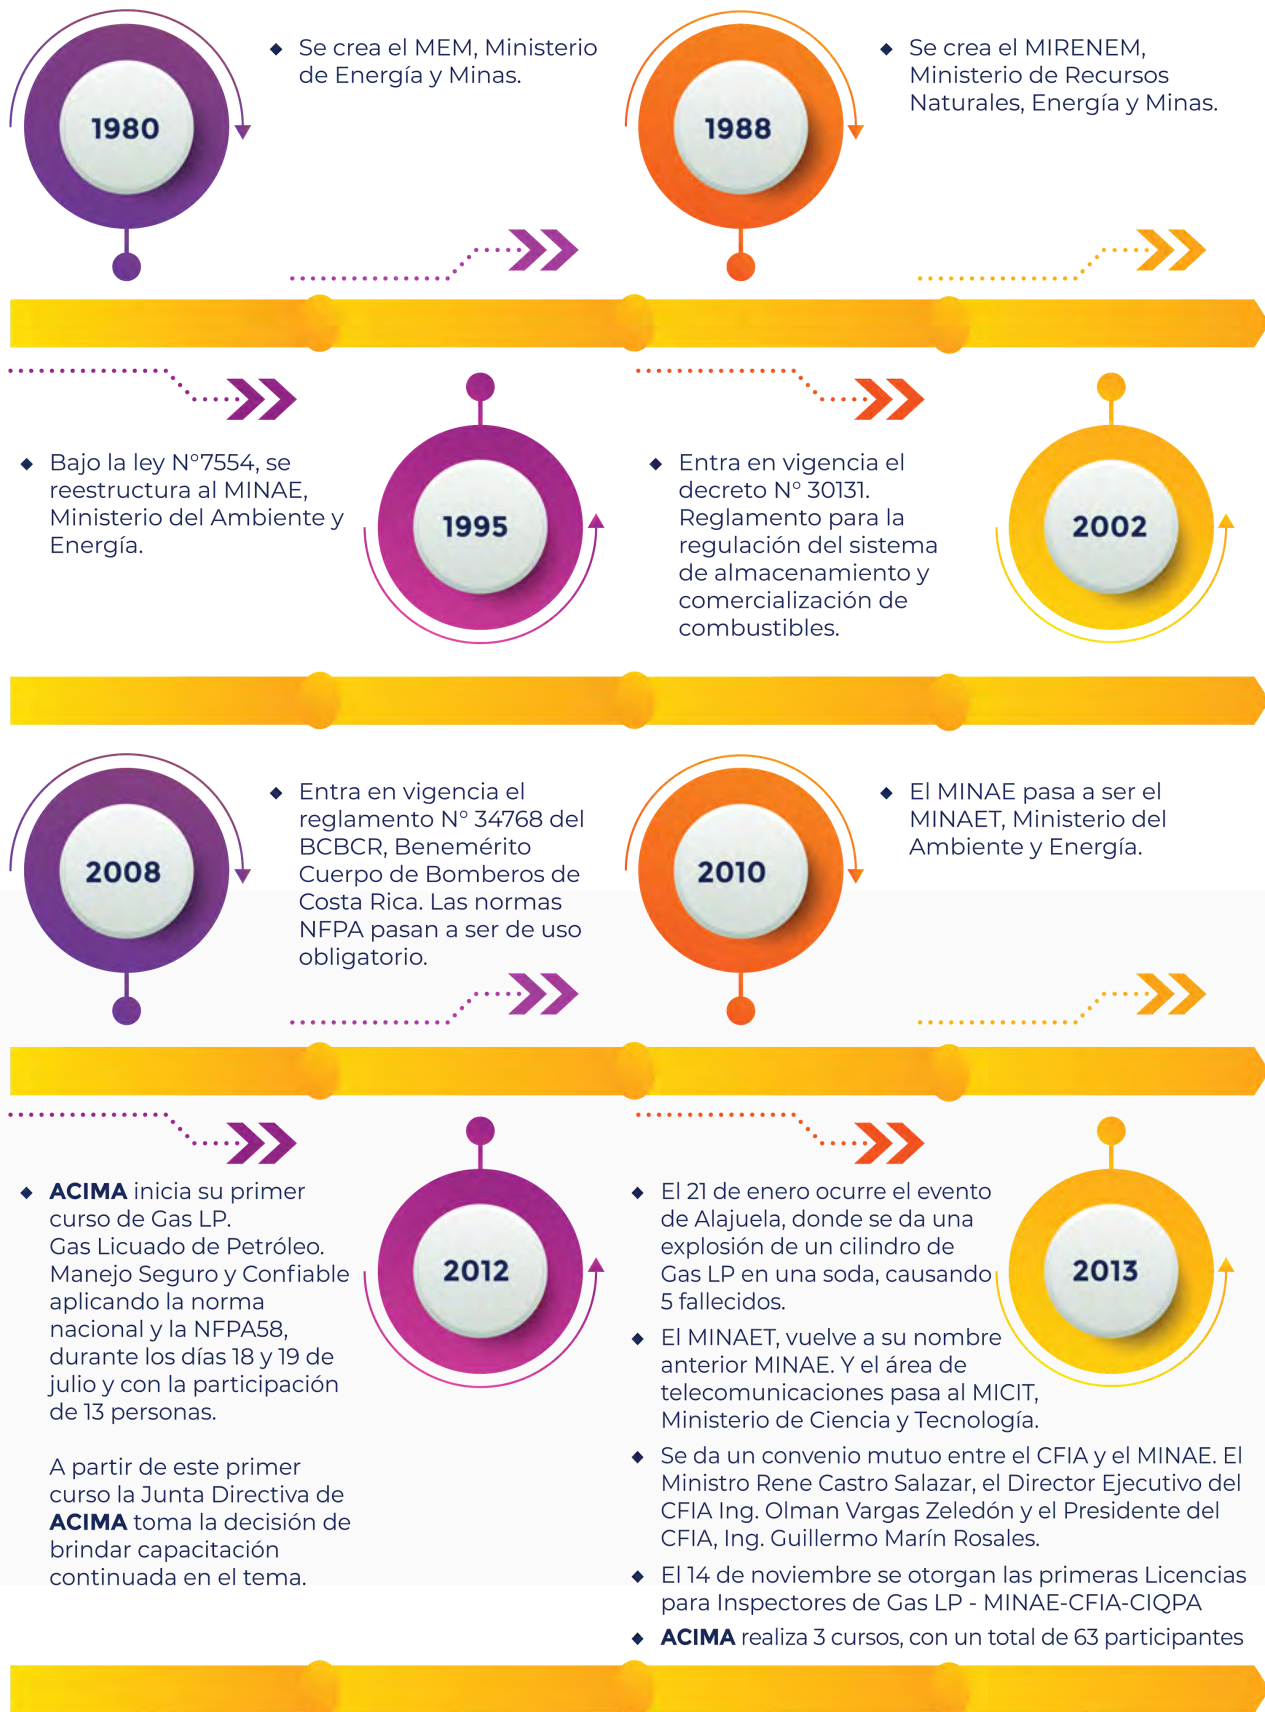 1980
◆ Se crea el MEM, Ministerio
de Energía y Minas.
1988
◆ Se crea el MIRENEM,
Ministerio de Recursos
Naturales, Energía y Minas.
◆ Bajo la ley N°7554, se
reestructura al MINAE,
Ministerio del Ambiente y
Energía.
1995
◆ Entra en vigencia el
decreto N° 30131.
Reglamento para la
regulación del sistema
de almacenamiento y
comercialización de
combustibles.
2002
2008
◆ Entra en vigencia el
reglamento N° 34768 del
BCBCR, Benemérito
Cuerpo de Bomberos de
Costa Rica. Las normas
NFPA pasan a ser de uso
obligatorio.
2010
◆ El MINAE pasa a ser el
MINAET, Ministerio del
Ambiente y Energía.
◆ ACIMA inicia su primer
curso de Gas LP.
Gas Licuado de Petróleo.
Manejo Seguro y Confiable
aplicando la norma
nacional y la NFPA58,
durante los días 18 y 19 de
julio y con la participación
de 13 personas.
A partir de este primer
curso la Junta Directiva de
ACIMA toma la decisión de
brindar capacitación
continuada en el tema.
2012
◆ El 21 de enero ocurre el evento
de Alajuela, donde se da una
explosión de un cilindro de
Gas LP en una soda, causando
5 fallecidos.
◆ El MINAET, vuelve a su nombre
anterior MINAE. Y el área de
telecomunicaciones pasa al MICIT,
Ministerio de Ciencia y Tecnología.
◆ Se da un convenio mutuo entre el CFIA y el MINAE. El
Ministro Rene Castro Salazar, el Director Ejecutivo del
CFIA Ing. Olman Vargas Zeledón y el Presidente del
CFIA, Ing. Guillermo Marín Rosales.
◆ El 14 de noviembre se otorgan las primeras Licencias
para Inspectores de Gas LP - MINAE-CFIA-CIQPA
◆ ACIMA realiza 3 cursos, con un total de 63 participantes
2013